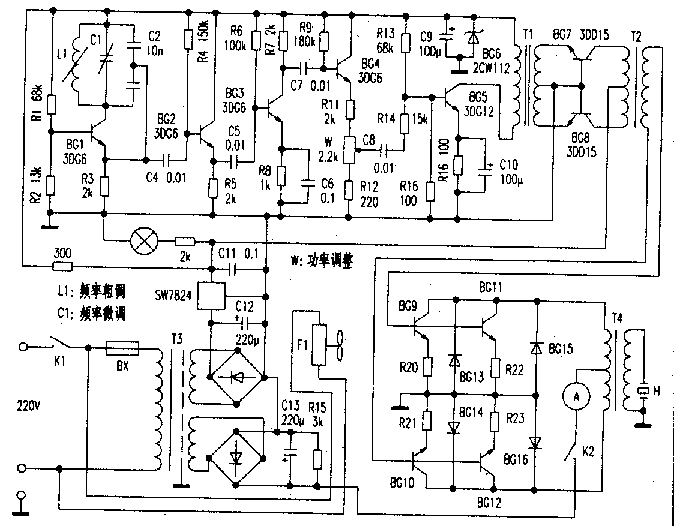 L1
C1
C2
10n
R4 150k
R6
100k
R7 2k
R9
180k
R13
68k
C9
100μ
BG6
2CW112
T1
BG7 3DD15
T2
R1 68k
BG1
3DG6
BG2
3DG6
BG3
3DG6
C7 0.01
BG4
3DG6
R11
2k
BG5
3DG12
BG8
3DD15
C5
0.01
W
2.2k
C8
0.01
R14
15k
R2 13k
R3
2k
C4 0.01
R5
2k
R8
1k
C6
0.1
R12
220
R16
100
R16 100
C10
100μ
300
2k
C11 0.1
W: 功率调整
L1: 频率粗调
C1: 频率微调
SW7824
C12
220μ
BG9
BG11
T4
K1
BX
T3
F1
R20
BG13
R22
BG15
A
H
220V
C13
220μ
R15
3k
R21
BG14
R23
BG16
K2
BG10
BG12